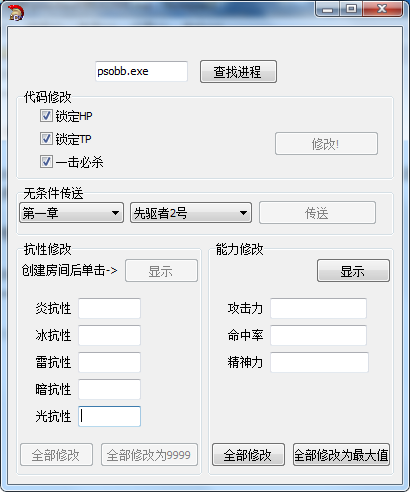 psobb.exe 查找进程
代码修改
锁定HP
锁定TP
修改!
一击必杀
无条件传送
第一章 先驱者2号 传送
抗性修改
创建房间后单击-> 显示
炎抗性
冰抗性
雷抗性
暗抗性
光抗性
全部修改 全部修改为9999
能力修改
显示
攻击力
命中率
精神力
全部修改 全部修改为最大值